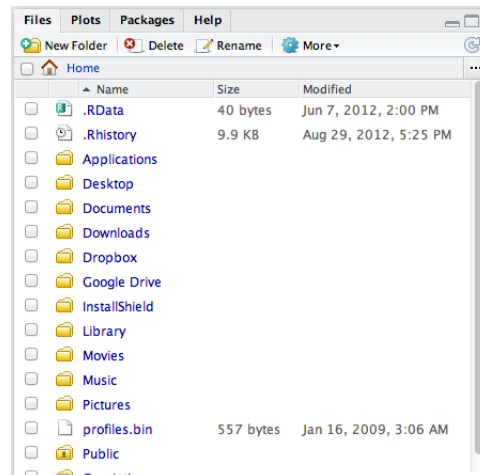 Files Plots Packages Help
New Folder Delete Rename More
Home ...
Name Size Modified
.RData 40 bytes Jun 7, 2012, 2:00 PM
.Rhistory 9.9 KB Aug 29, 2012, 5:25 PM
Applications
Desktop
Documents
Downloads
Dropbox
Google Drive
InstallShield
Library
Movies
Music
Pictures
profiles.bin 557 bytes Jan 16, 2009, 3:06 AM
Public